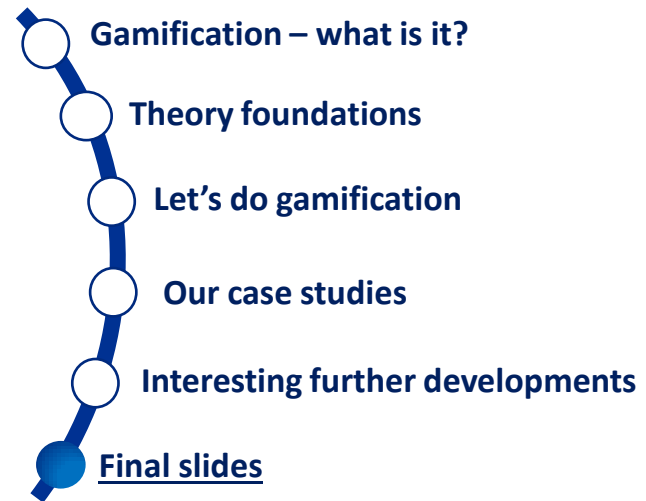 Gamification – what is it?
Theory foundations
Let’s do gamification
Our case studies
Interesting further developments
Final slides